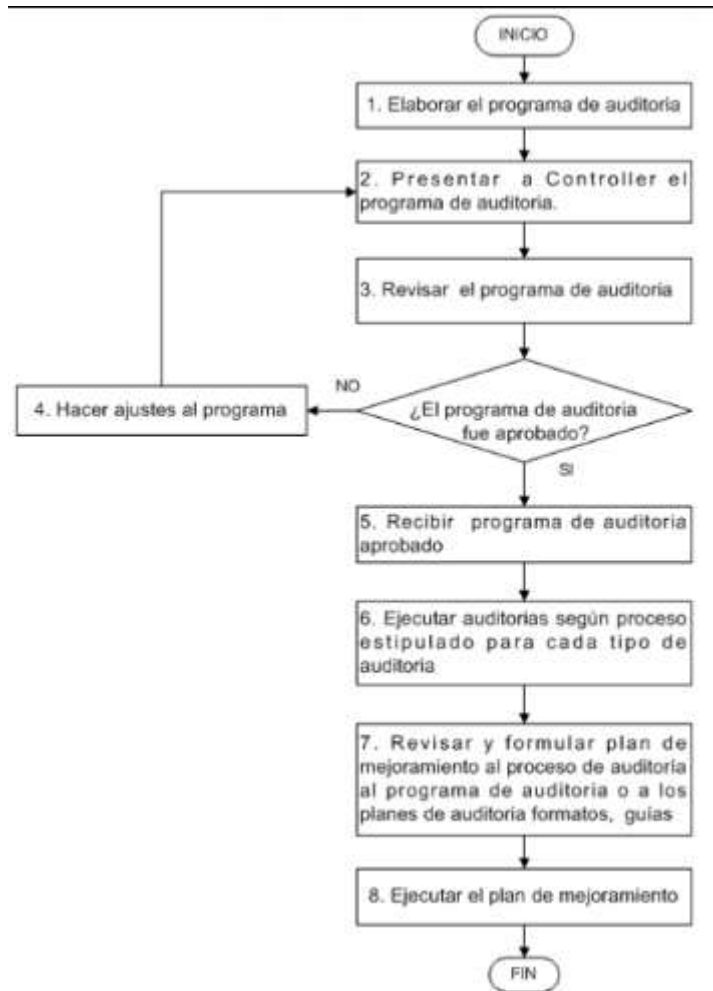 INICIO
1. Elaborar el programa de auditoria
2. Presentar a Controller el
programa de auditoria.
3. Revisar el programa de auditoria
NO
4. Hacer ajustes al programa
¿El programa de auditoria
fue aprobado?
SI
5. Recibir programa de auditoria
aprobado
6. Ejecutar auditorias según proceso
estipulado para cada tipo de
auditoria
7. Revisar y formular plan de
mejoramiento al proceso de auditoria
al programa de auditoria o a los
planes de auditoria formatos, guias
8. Ejecutar el plan de mejoramiento
FIN